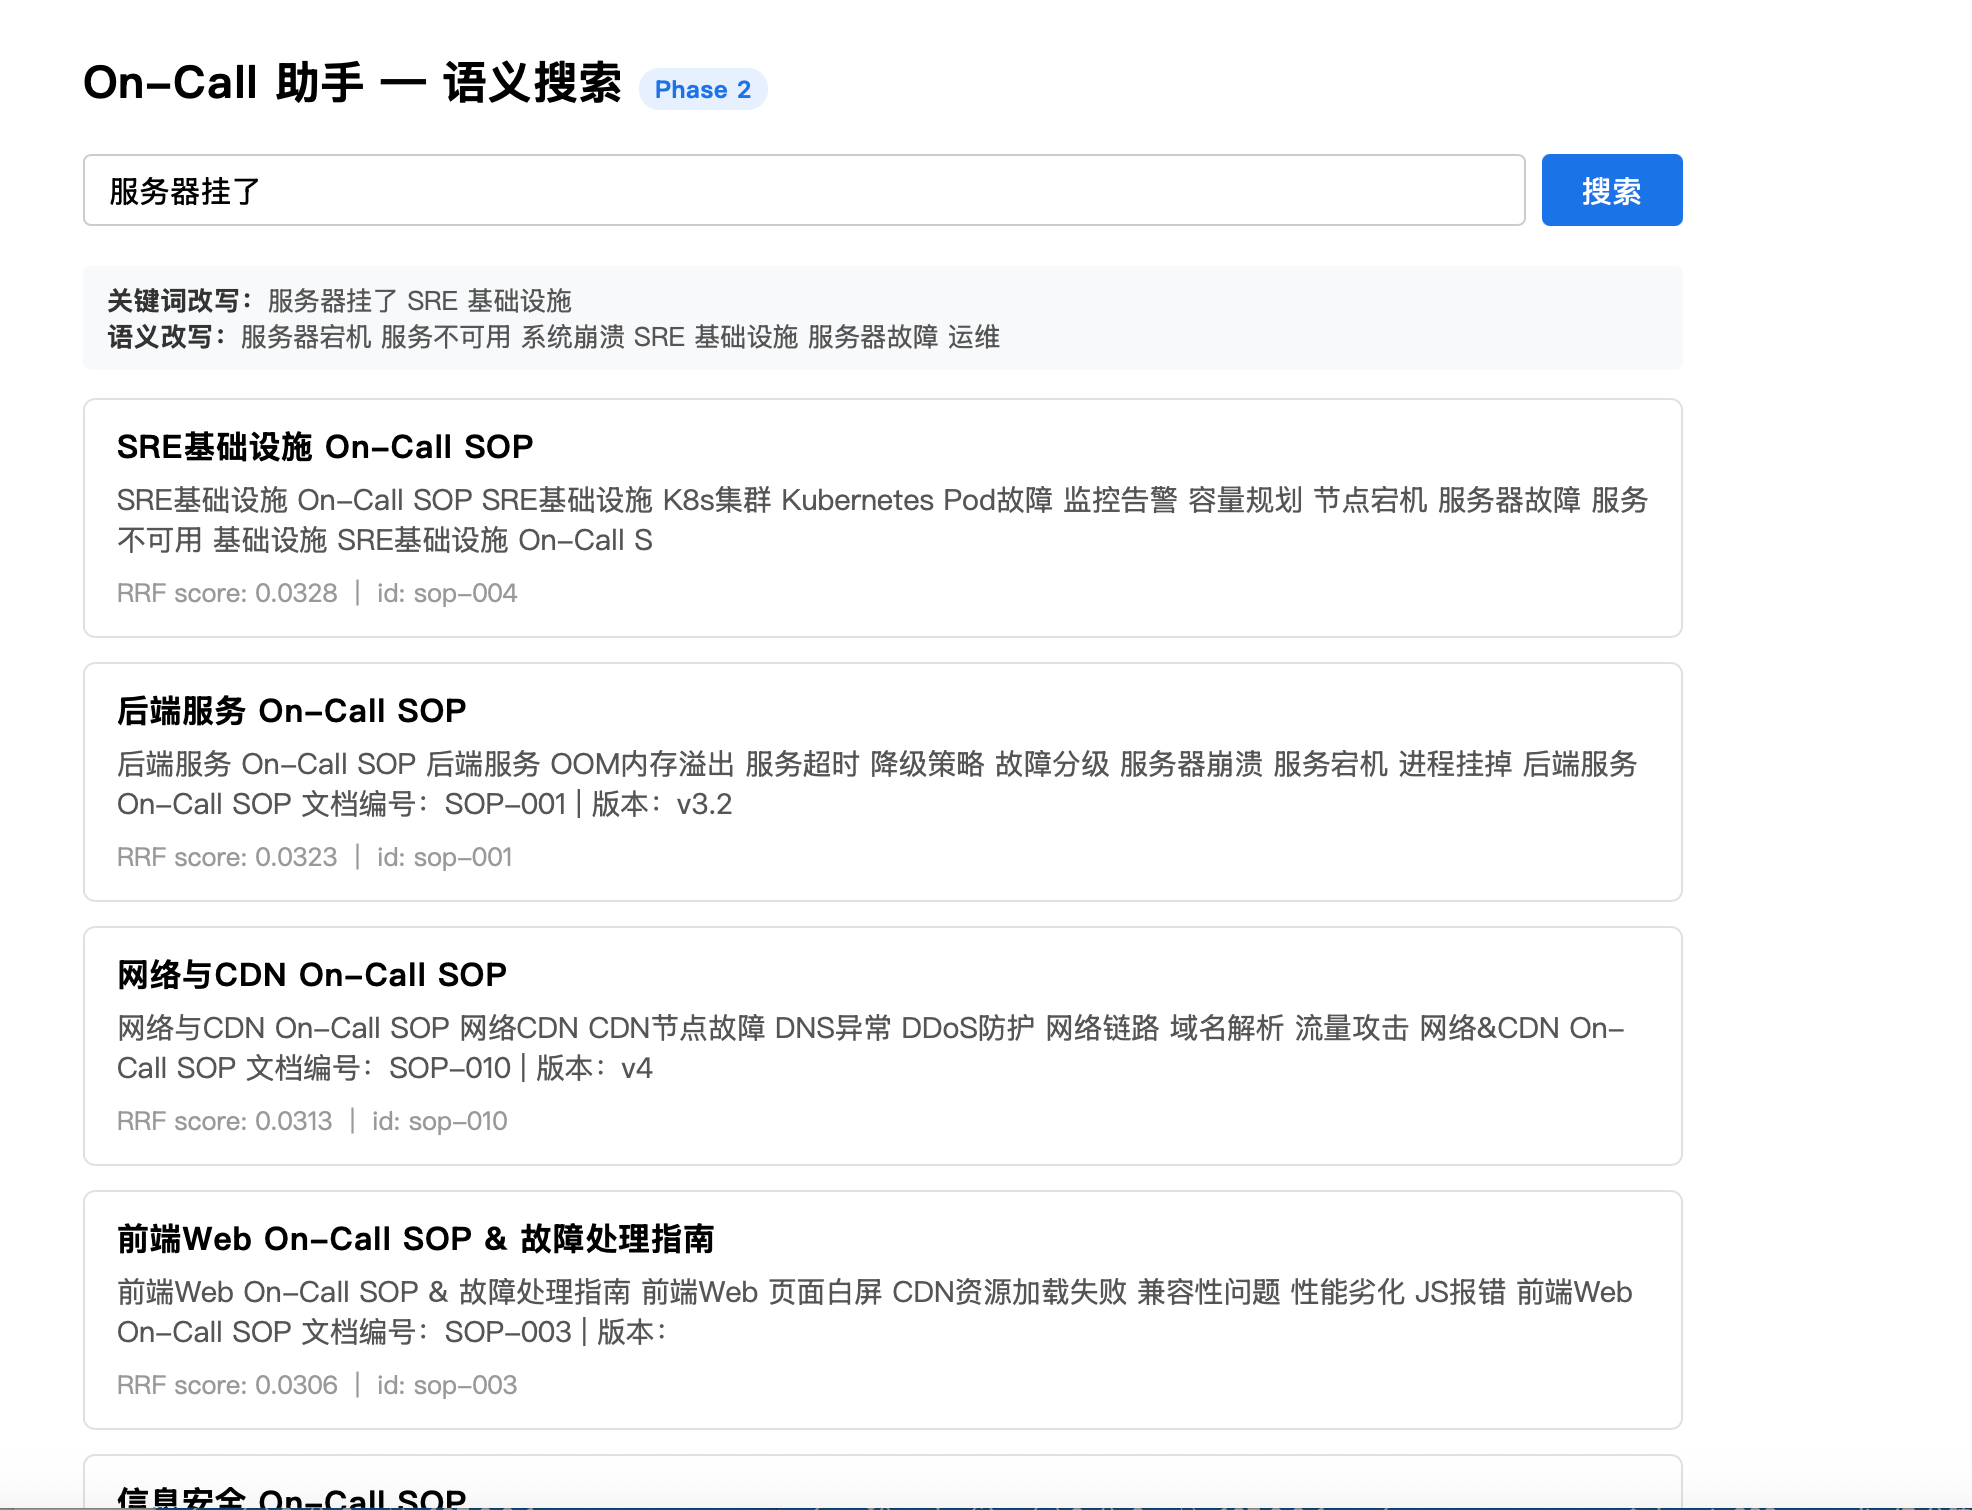 On-Call 助手 — 语义搜索 Phase 2
服务器挂了 搜索
关键词改写：服务器挂了 SRE 基础设施
语义改写：服务器宕机 服务不可用 系统崩溃 SRE 基础设施 服务器故障 运维
SRE基础设施 On-Call SOP
SRE基础设施 On-Call SOP SRE基础设施 K8s集群 Kubernetes Pod故障 监控告警 容量规划 节点宕机 服务器故障 服务
不可用 基础设施 SRE基础设施 On-Call S
RRF score: 0.0328 | id: sop-004
后端服务 On-Call SOP
后端服务 On-Call SOP 后端服务 OOM内存溢出 服务超时 降级策略 故障分级 服务器崩溃 服务宕机 进程挂掉 后端服务
On-Call SOP 文档编号：SOP-001 | 版本：v3.2
RRF score: 0.0323 | id: sop-001
网络与CDN On-Call SOP
网络与CDN On-Call SOP 网络CDN CDN节点故障 DNS异常 DDoS防护 网络链路 域名解析 流量攻击 网络&CDN On-
Call SOP 文档编号：SOP-010 | 版本：v4
RRF score: 0.0313 | id: sop-010
前端Web On-Call SOP & 故障处理指南
前端Web On-Call SOP & 故障处理指南 前端Web 页面白屏 CDN资源加载失败 兼容性问题 性能劣化 JS报错 前端Web
On-Call SOP 文档编号：SOP-003 | 版本：
RRF score: 0.0306 | id: sop-003
信息安全 On-Call SOP